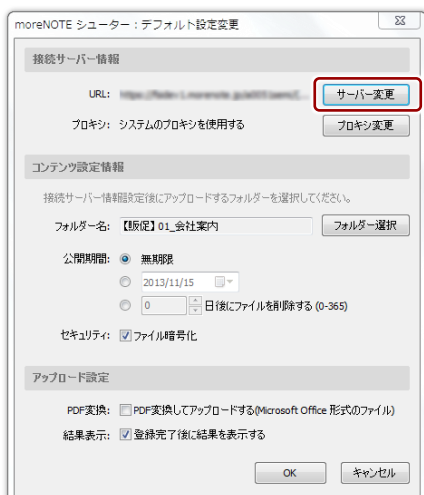 moreNOTE シューター：デフォルト設定変更
接続サーバー情報
URL: サーバー変更
プロキシ: システムのプロキシを使用する プロキシ変更
コンテンツ設定情報
接続サーバー情報設定後にアップロードするフォルダーを選択してください。
フォルダー名: 【販促】01_会社案内 フォルダー選択
公開期間: 無期限
2013/11/15
0 日後にファイルを削除する (0-365)
セキュリティ: ファイル暗号化
アップロード設定
PDF変換: PDF変換してアップロードする(Microsoft Office 形式のファイル)
結果表示: 登録完了後に結果を表示する
OK キャンセル